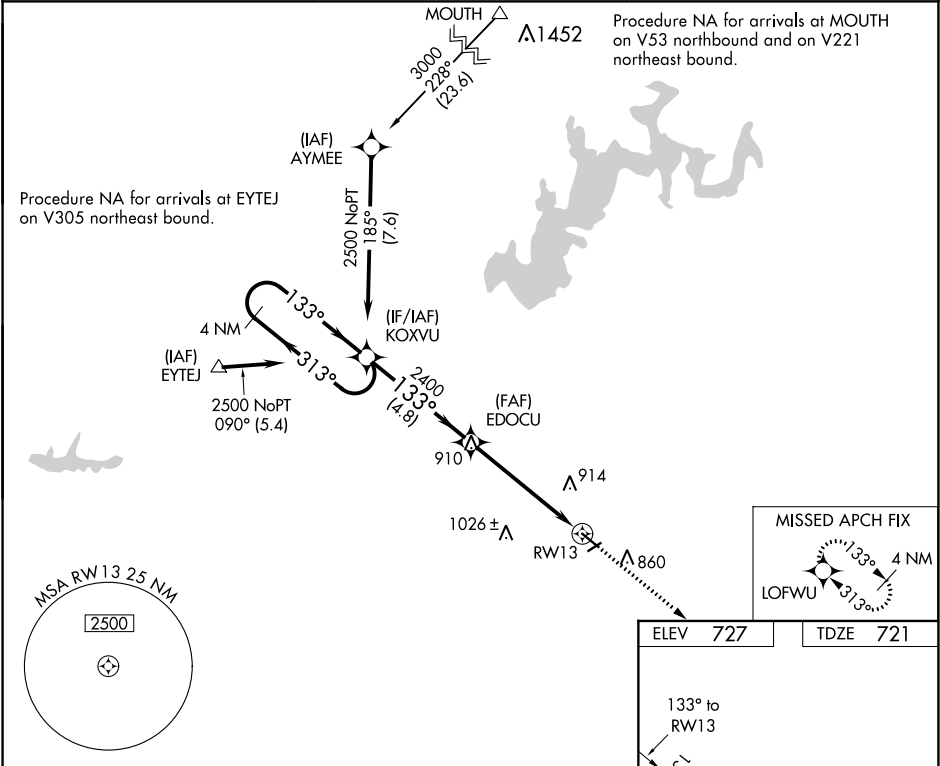 MOUTH
1452
Procedure NA for arrivals at MOUTH
on V53 northbound and on V221
northeast bound.
3000
228°
(23.6)
(IAF)
AYMEE
Procedure NA for arrivals at EYTEJ
on V305 northeast bound.
2500 NoPT
185°
(7.6)
133°
4 NM
(IF/IAF)
KOXVU
313°
(IAF)
EYTEJ
2500 NoPT
090° (5.4)
2400
133°
(4.8)
(FAF)
EDOCU
910
914
1026 ±
RW13
860
MISSED APCH FIX
133°
4 NM
LOFWU
313°
MSA RW13 25 NM
2500
ELEV 727
TDZE 721
133° to
RW13